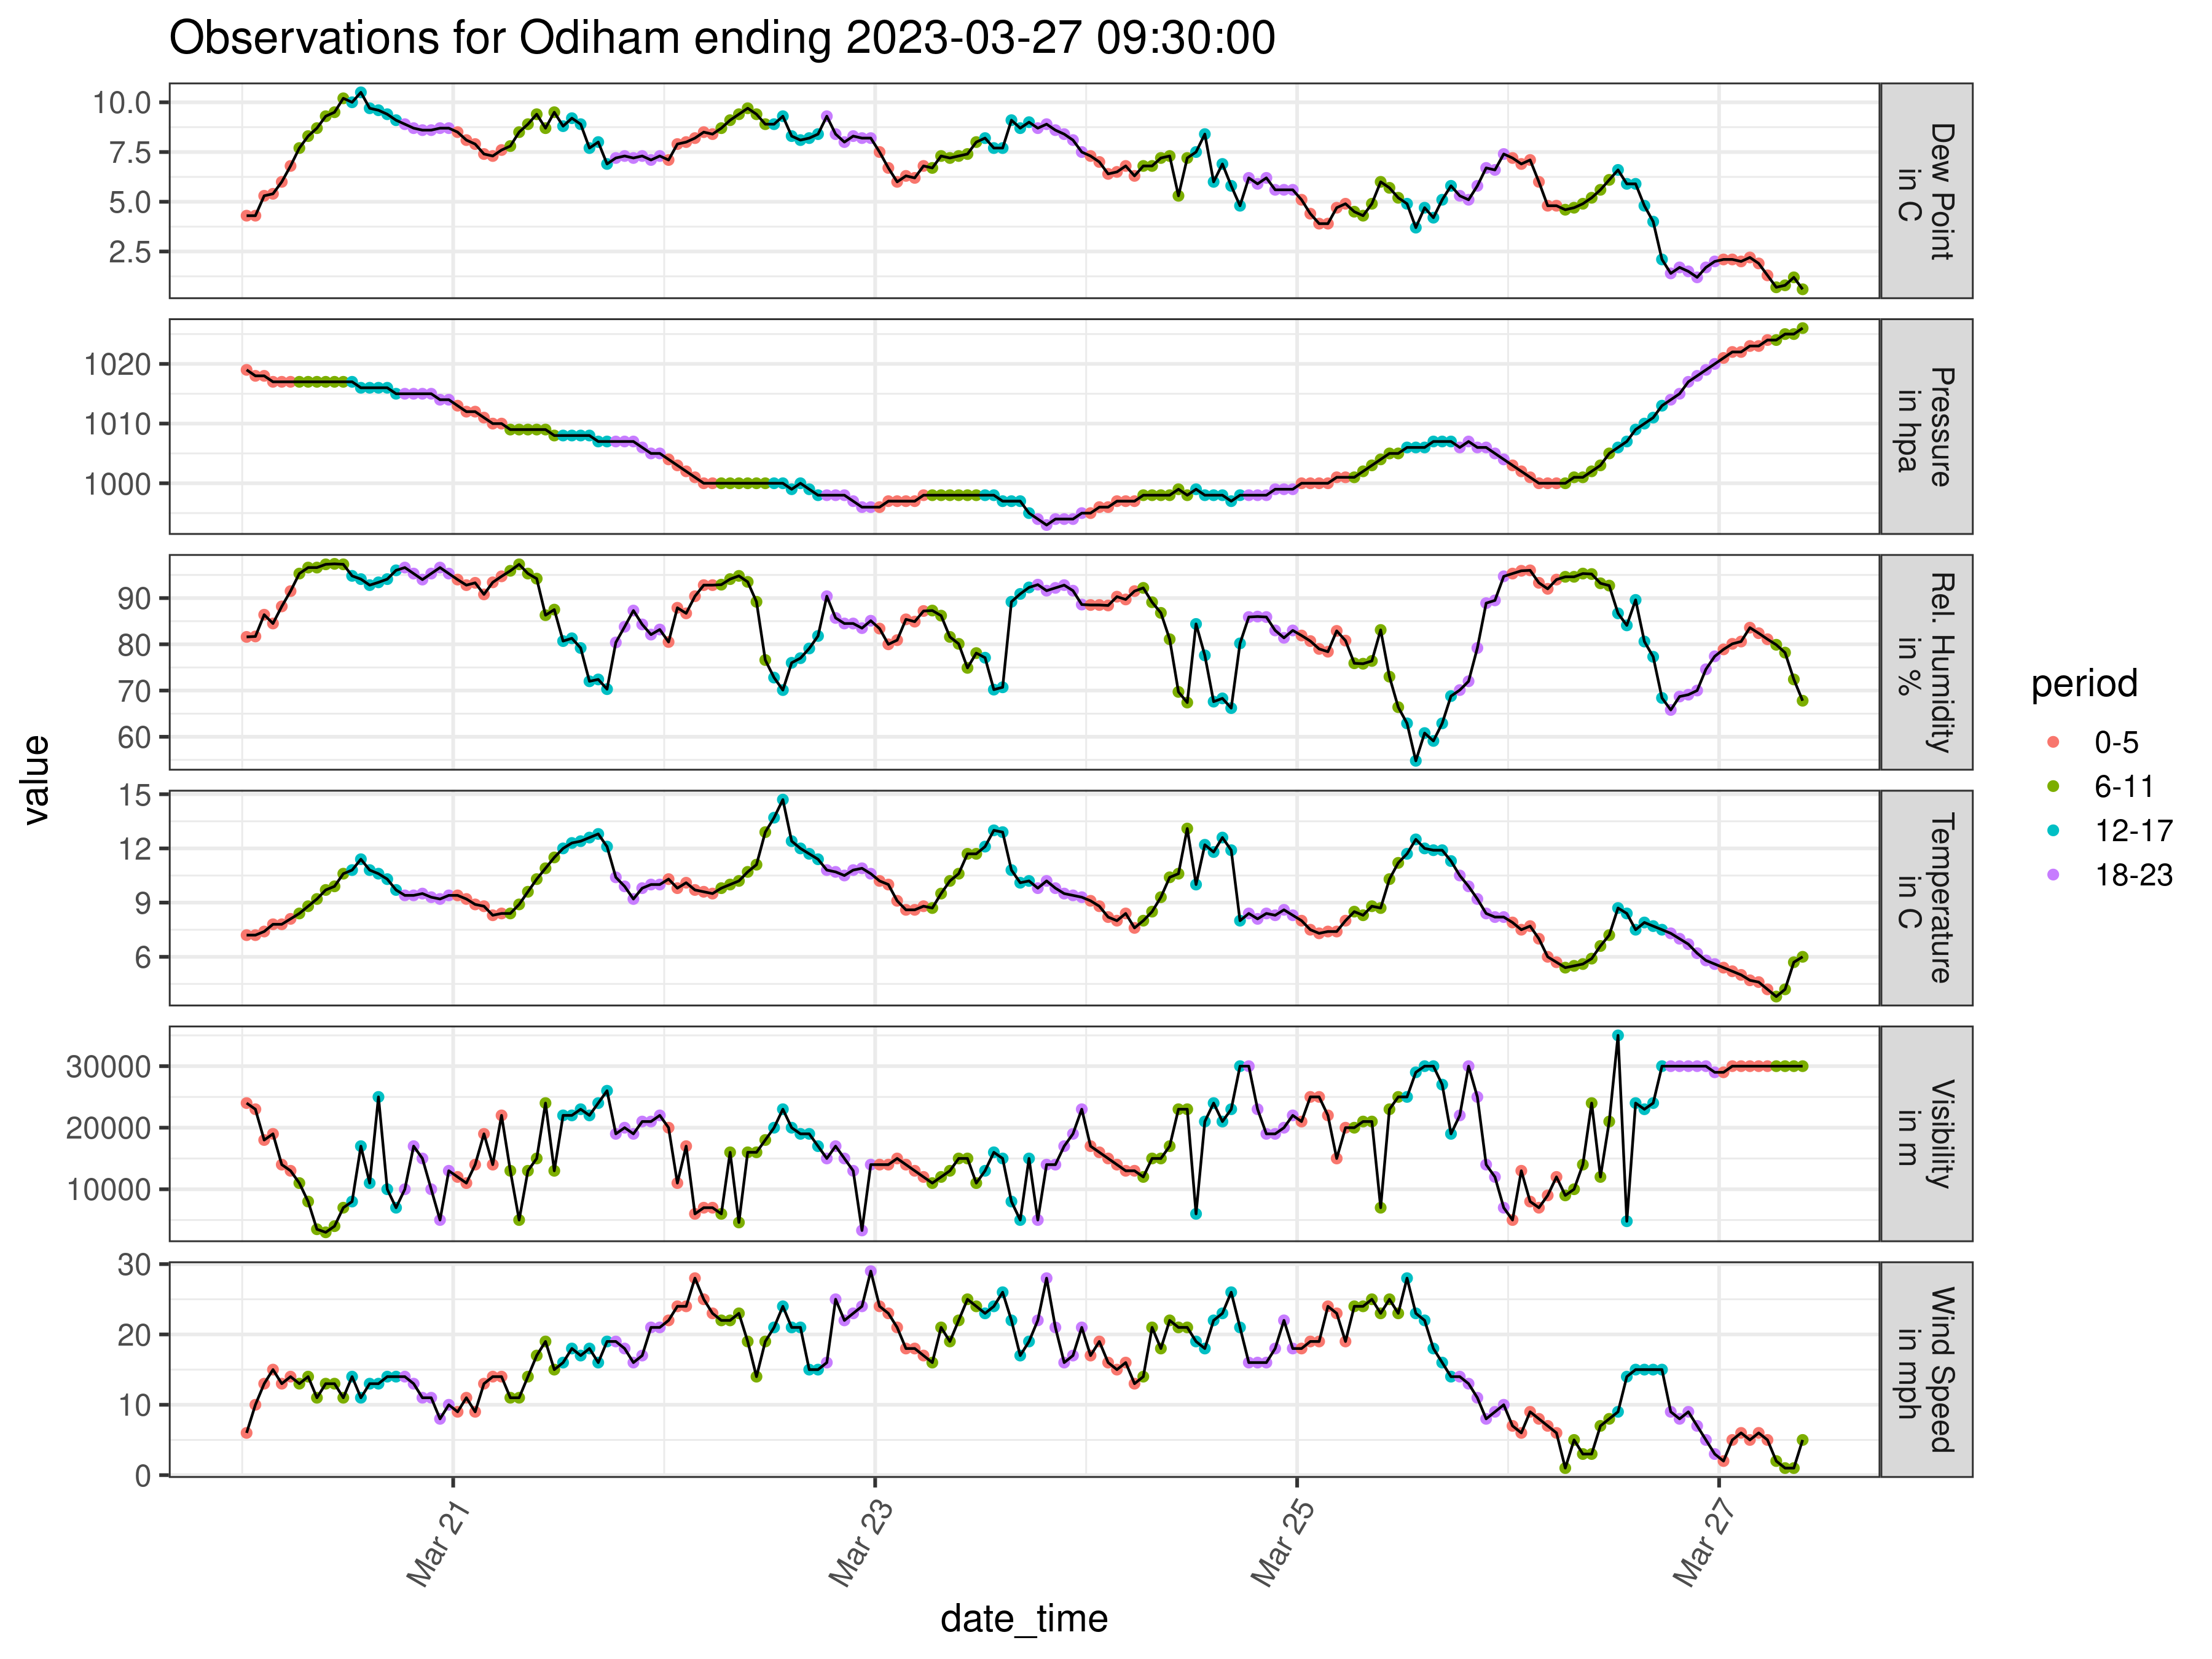 Observations for Odiham ending 2023-03-27 09:30:00
value
10.0
7.5
5.0
2.5
Dew Point
in C
1020
1010
1000
Pressure
in hpa
90
80
70
60
Rel. Humidity
in %
15
12
9
6
Temperature
in C
30000
20000
10000
Visibility
in m
30
20
10
0
Wind Speed
in mph
Mar 21
Mar 23
Mar 25
Mar 27
date_time
period
0-5
6-11
12-17
18-23